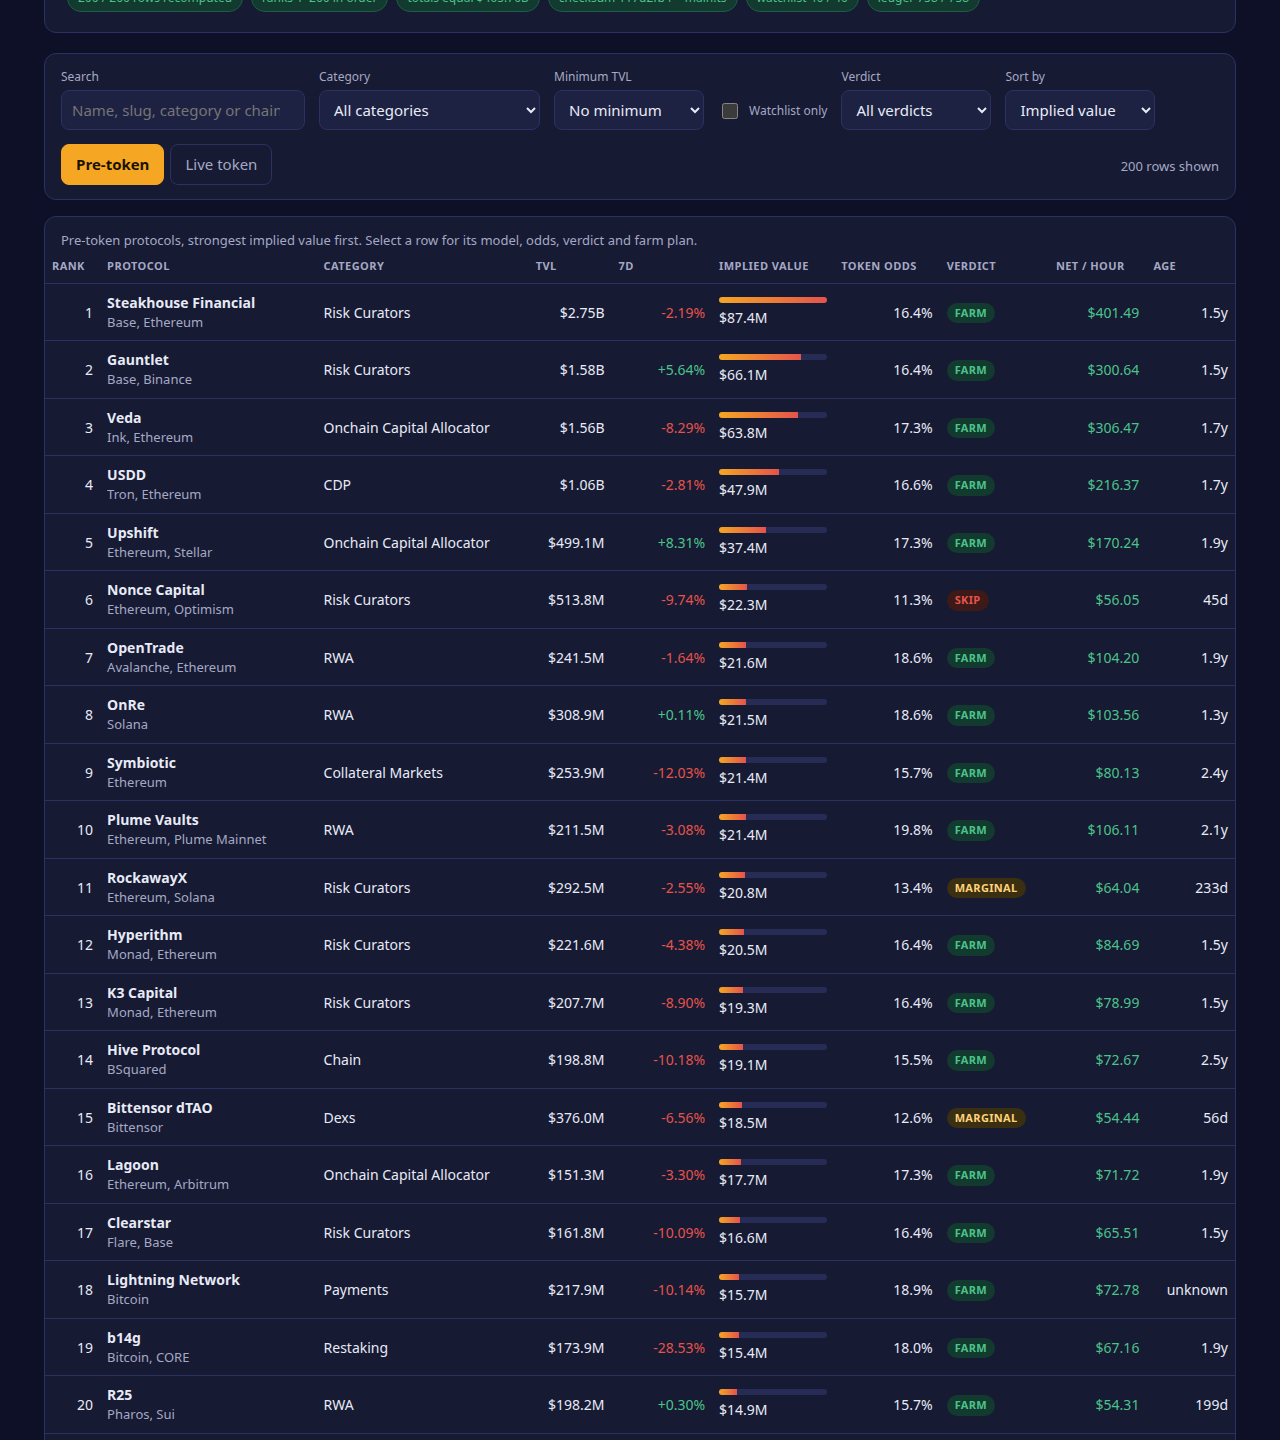 Search
Category
Minimum TVL
Verdict
Sort by
Name, slug, category or chain
All categories
No minimum
Watchlist only
All verdicts
Implied value
Pre-token
Live token
200 rows shown
Pre-token protocols, strongest implied value first. Select a row for its model, odds, verdict and farm plan.
RANK PROTOCOL CATEGORY TVL 7D IMPLIED VALUE TOKEN ODDS VERDICT NET / HOUR AGE
1 Steakhouse Financial Risk Curators $2.75B -2.19% $87.4M 16.4% FARM $401.49 1.5y
Base, Ethereum
2 Gauntlet Risk Curators $1.58B +5.64% $66.1M 16.4% FARM $300.64 1.5y
Base, Binance
3 Veda Onchain Capital Allocator $1.56B -8.29% $63.8M 17.3% FARM $306.47 1.7y
Ink, Ethereum
4 USDD CDP $1.06B -2.81% $47.9M 16.6% FARM $216.37 1.7y
Tron, Ethereum
5 Upshift Onchain Capital Allocator $499.1M +8.31% $37.4M 17.3% FARM $170.24 1.9y
Ethereum, Stellar
6 Nonce Capital Risk Curators $513.8M -9.74% $22.3M 11.3% SKIP $56.05 45d
Ethereum, Optimism
7 OpenTrade RWA $241.5M -1.64% $21.6M 18.6% FARM $104.20 1.9y
Avalanche, Ethereum
8 OnRe RWA $308.9M +0.11% $21.5M 18.6% FARM $103.56 1.3y
Solana
9 Symbiotic Collateral Markets $253.9M -12.03% $21.4M 15.7% FARM $80.13 2.4y
Ethereum
10 Plume Vaults RWA $211.5M -3.08% $21.4M 19.8% FARM $106.11 2.1y
Ethereum, Plume Mainnet
11 RockawayX Risk Curators $292.5M -2.55% $20.8M 13.4% MARGINAL $64.04 233d
Ethereum, Solana
12 Hyperithm Risk Curators $221.6M -4.38% $20.5M 16.4% FARM $84.69 1.5y
Monad, Ethereum
13 K3 Capital Risk Curators $207.7M -8.90% $19.3M 16.4% FARM $78.99 1.5y
Monad, Ethereum
14 Hive Protocol Chain $198.8M -10.18% $19.1M 15.5% FARM $72.67 2.5y
BSquared
15 Bittensor dTAO Dexs $376.0M -6.56% $18.5M 12.6% MARGINAL $54.44 56d
Bittensor
16 Lagoon Onchain Capital Allocator $151.3M -3.30% $17.7M 17.3% FARM $71.72 1.9y
Ethereum, Arbitrum
17 Clearstar Risk Curators $161.8M -10.09% $16.6M 16.4% FARM $65.51 1.5y
Flare, Base
18 Lightning Network Payments $217.9M -10.14% $15.7M 18.9% FARM $72.78 unknown
Bitcoin
19 b14g Restaking $173.9M -28.53% $15.4M 18.0% FARM $67.16 1.9y
Bitcoin, CORE
20 R25 RWA $198.2M +0.30% $14.9M 15.7% FARM $54.31 199d
Pharos, Sui